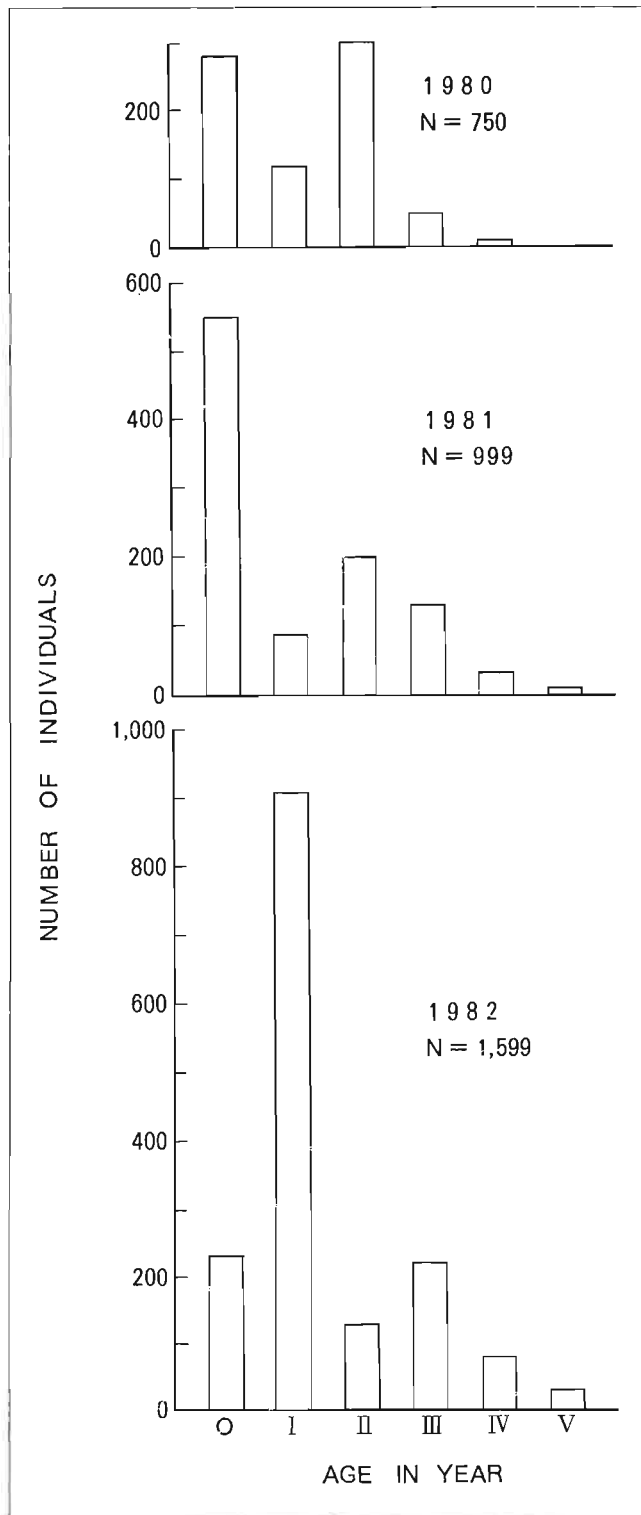 1980
N = 750
200
0
600
1981
400
N = 999
200
0
NUMBER OF INDIVIDUALS
1,000
800
600
1982
N = 1,599
400
200
0
O I II III IV V
AGE IN YEAR